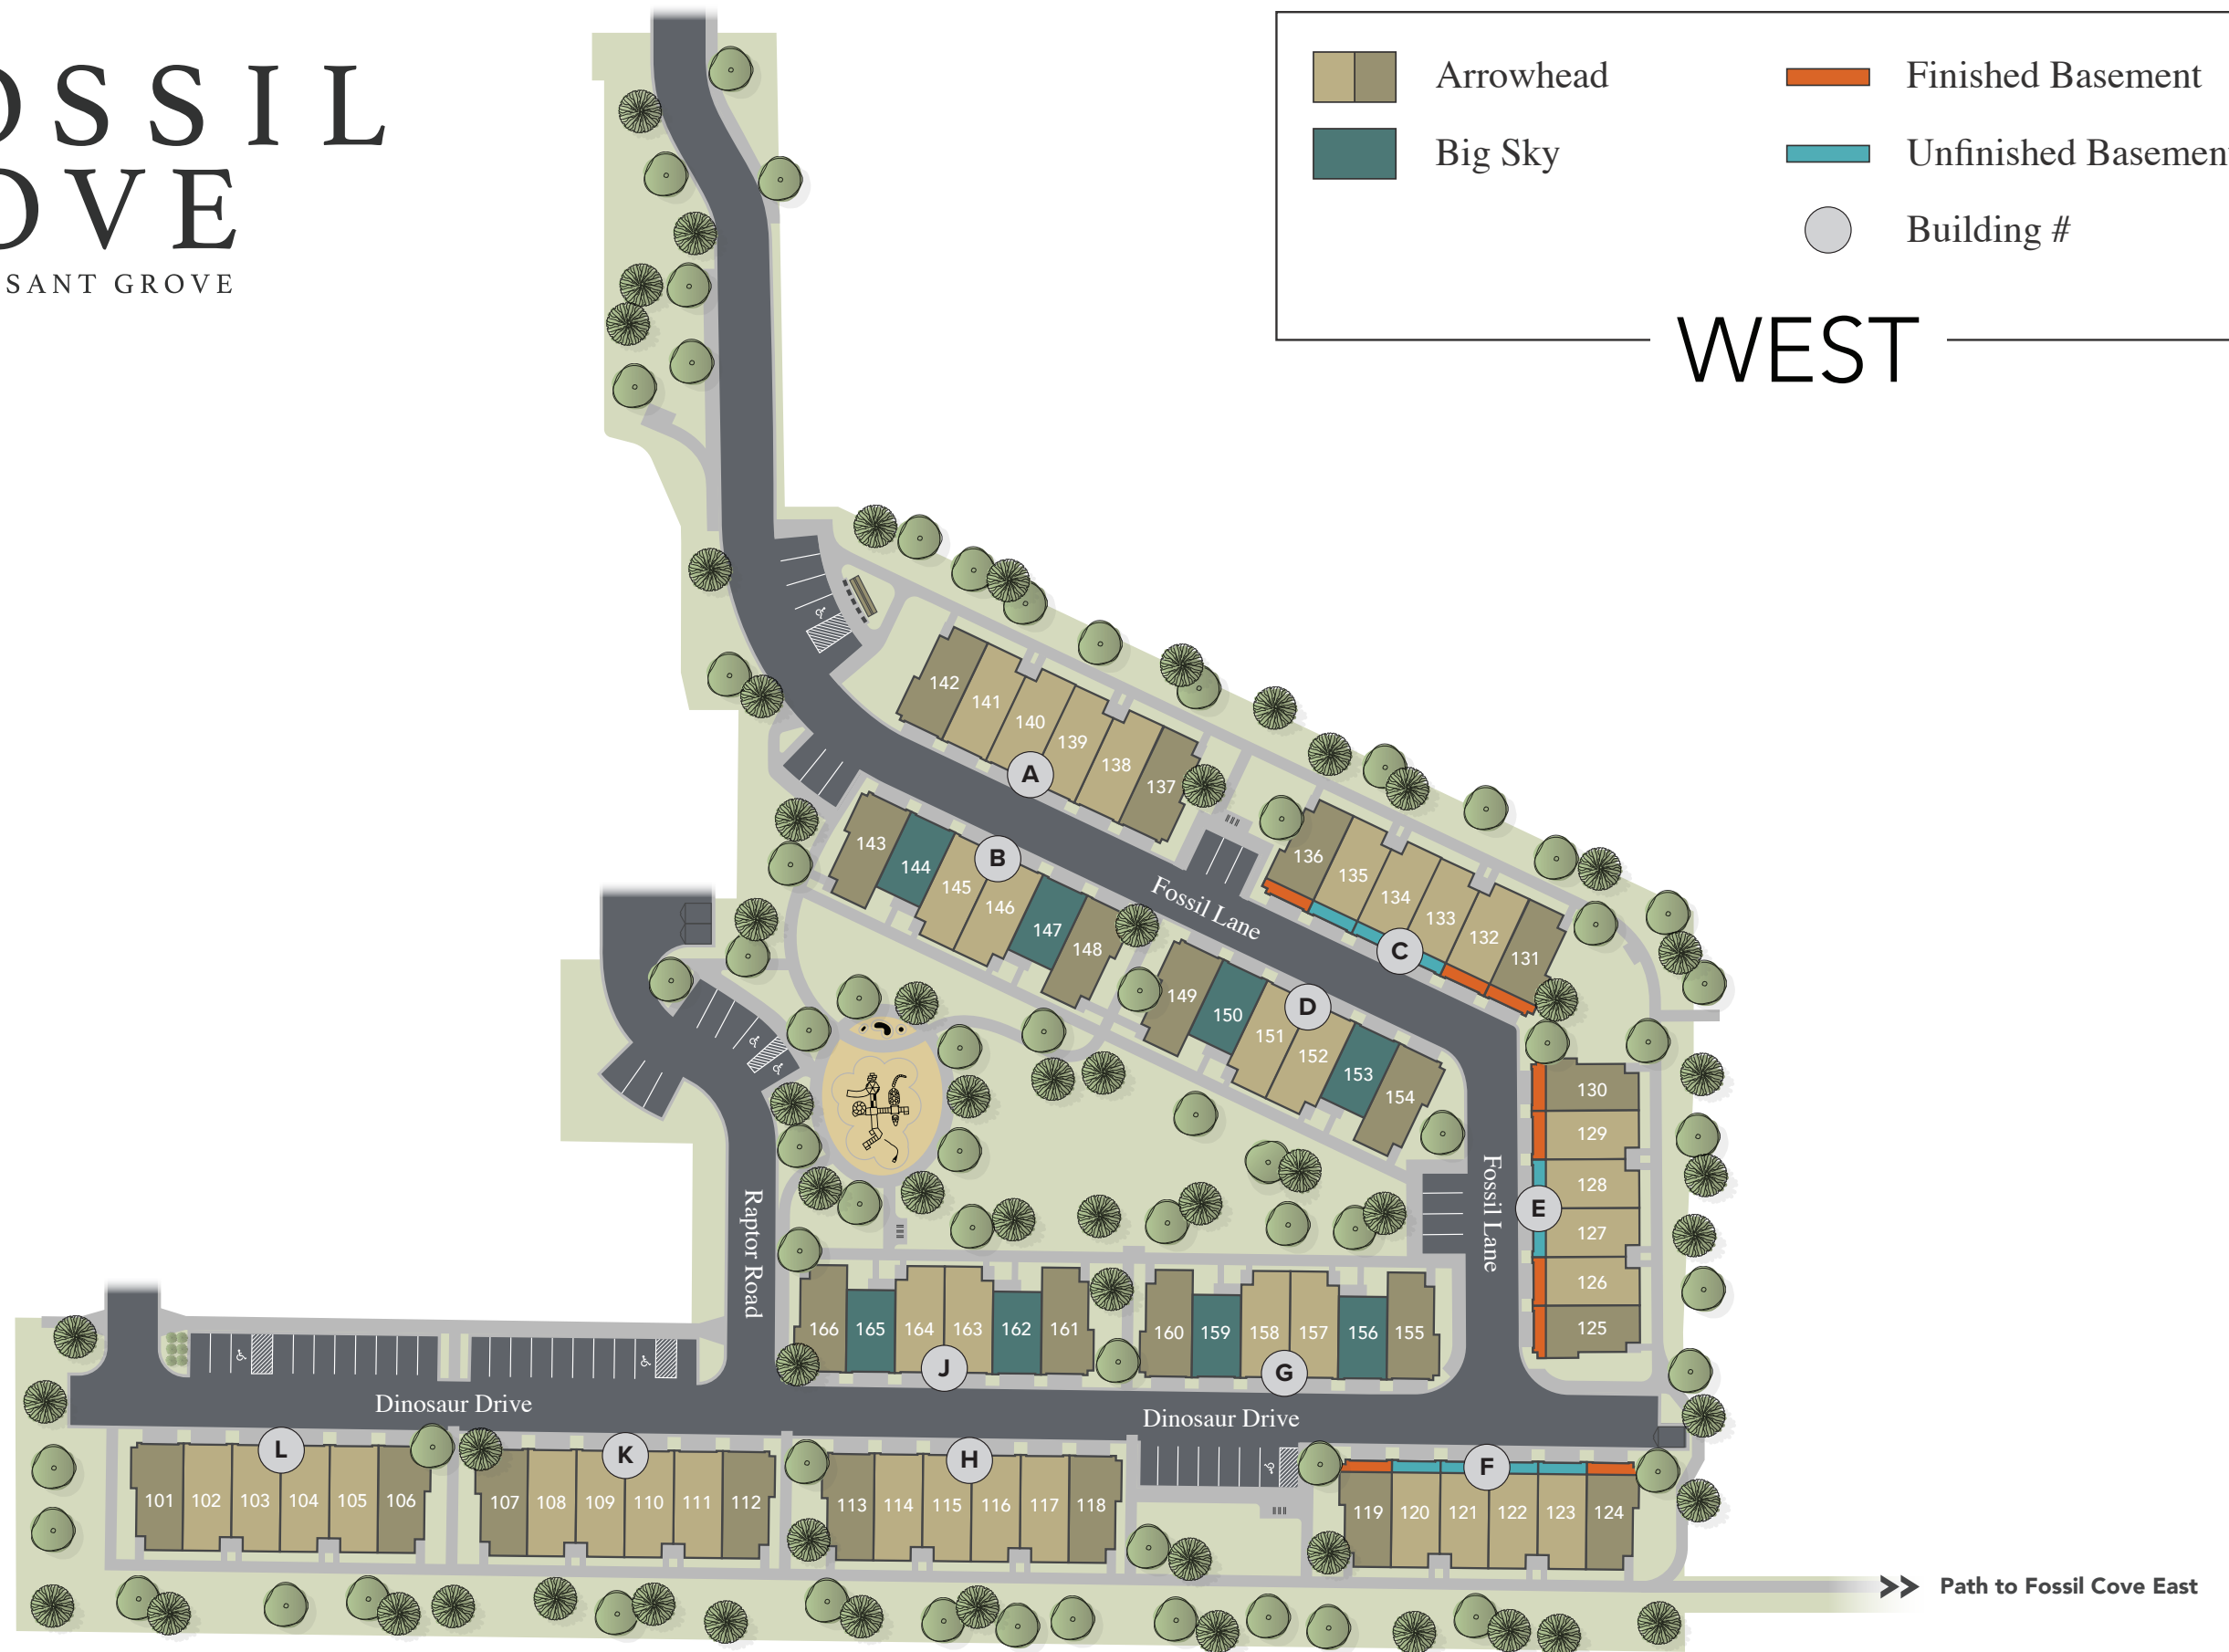 OSSIL
OVE
SANT GROVE
Arrowhead
Finished Basement
Big Sky
Unfinished Basemen
Building #
WEST
142
141
140
139
138
137
A
143
144
145
146
147
148
B
136
135
134
133
132
131
C
Fossil Lane
149
150
151
152
153
154
D
130
129
128
127
126
125
E
Fossil Lane
Raptor Road
166
165
164
163
162
161
J
160
159
158
157
156
155
G
Dinosaur Drive
Dinosaur Drive
L
101
102
103
104
105
106
K
107
108
109
110
111
112
H
113
114
115
116
117
118
F
119
120
121
122
123
124
Path to Fossil Cove East